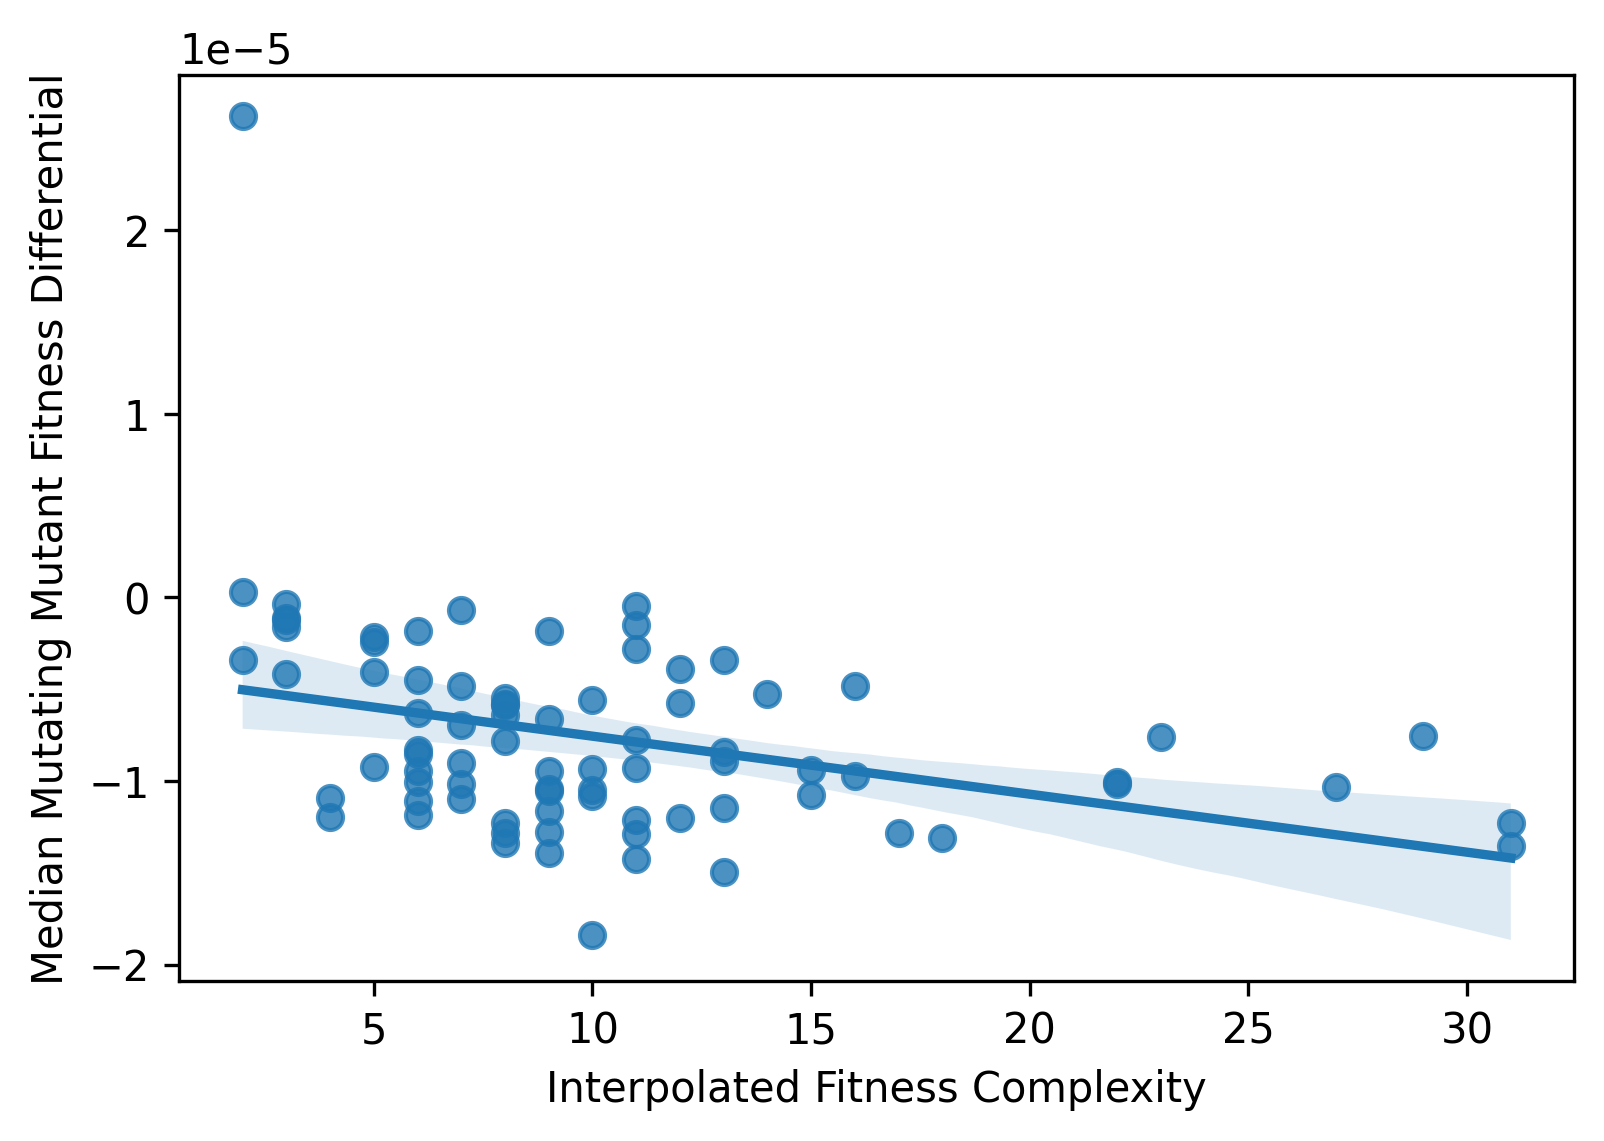 1e−5
Median Mutating Mutant Fitness Differential
2
1
0
−1
−2
5 10 15 20 25 30
Interpolated Fitness Complexity